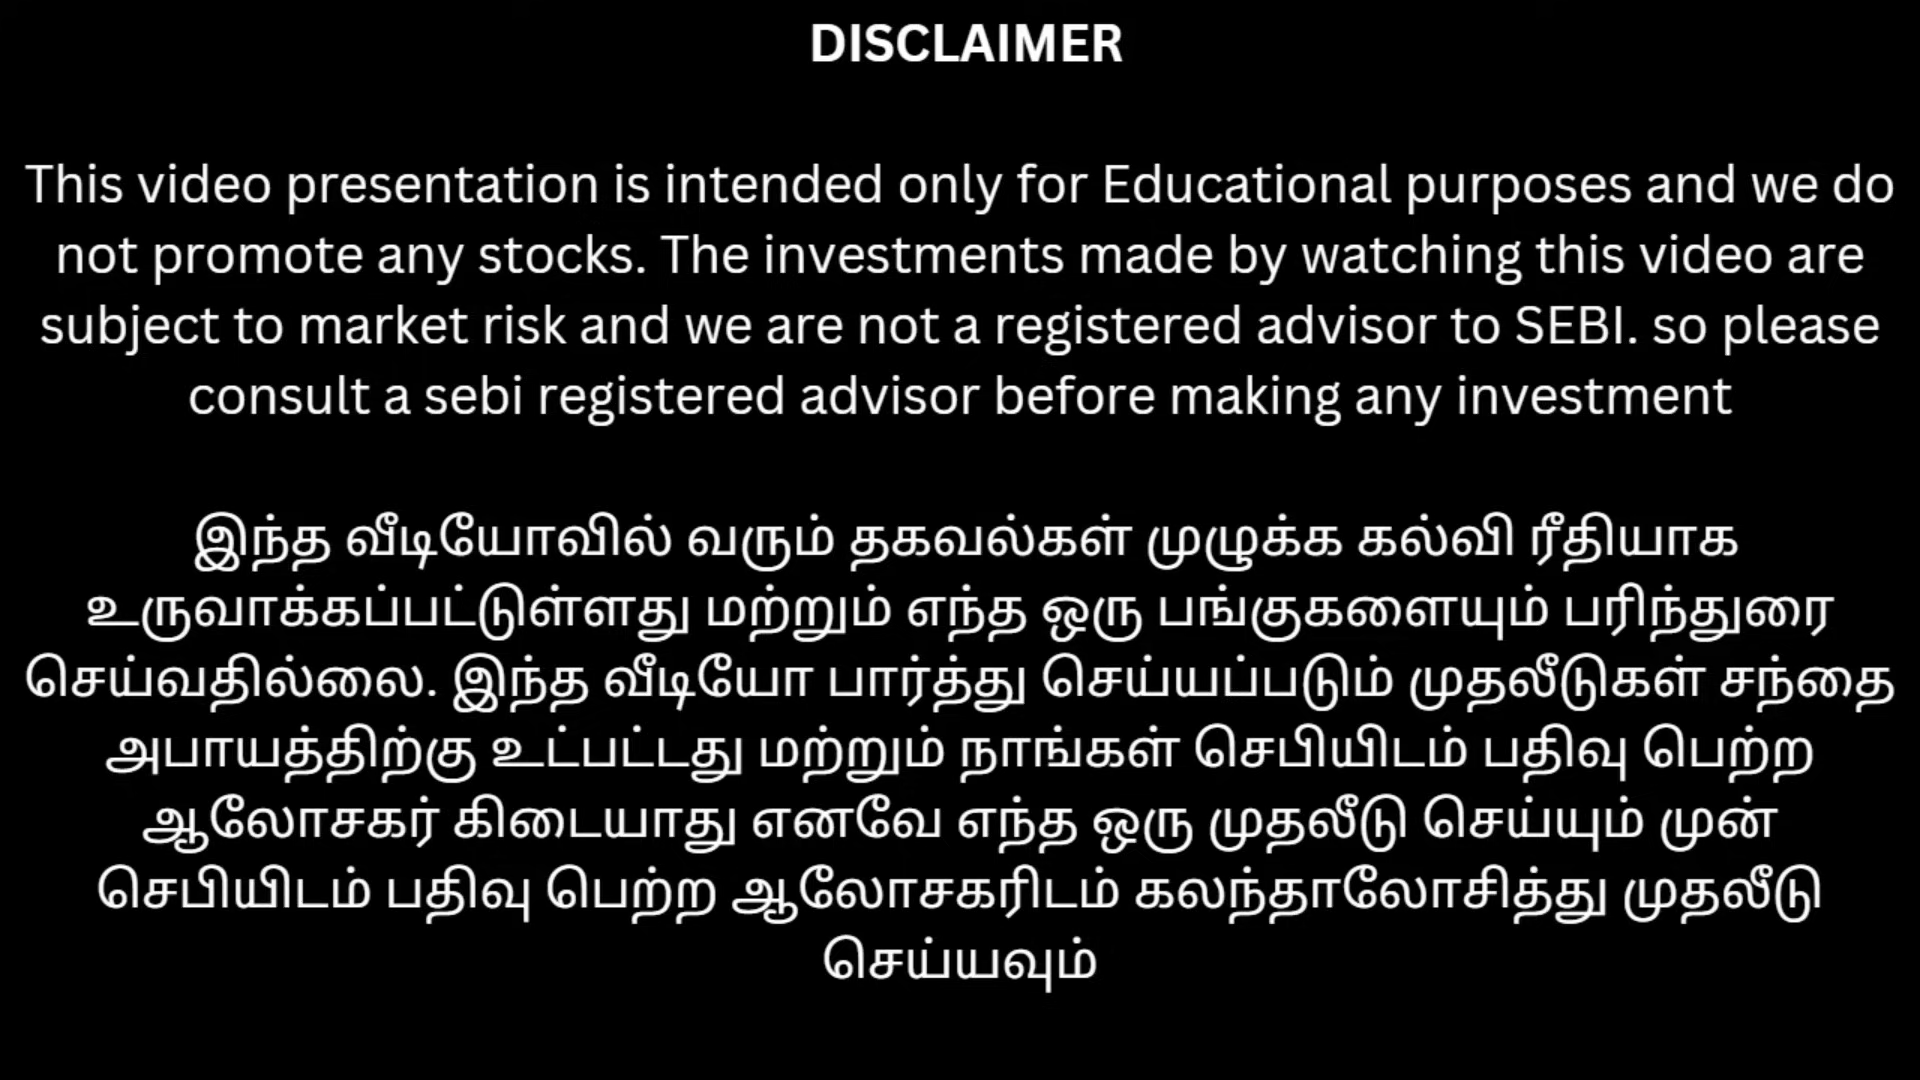 DISCLAIMER
This video presentation is intended only for Educational purposes and we do
not promote any stocks. The investments made by watching this video are
subject to market risk and we are not a registered advisor to SEBI. so please
consult a sebi registered advisor before making any investment
இந்த வீடியோவில் வரும் தகவல்கள் முழுக்க கல்வி ரீதியாக
உருவாக்கப்பட்டுள்ளது மற்றும் எந்த ஒரு பங்குகளையும் பரிந்துரை
செய்வதில்லை. இந்த வீடியோ பார்த்து செய்யப்படும் முதலீடுகள் சந்தை
அபாயத்திற்கு உட்பட்டது மற்றும் நாங்கள் செபியிடம் பதிவு பெற்ற
ஆலோசகர் கிடையாது எனவே எந்த ஒரு முதலீடு செய்யும் முன்
செபியிடம் பதிவு பெற்ற ஆலோசகரிடம் கலந்தாலோசித்து முதலீடு
செய்யவும்